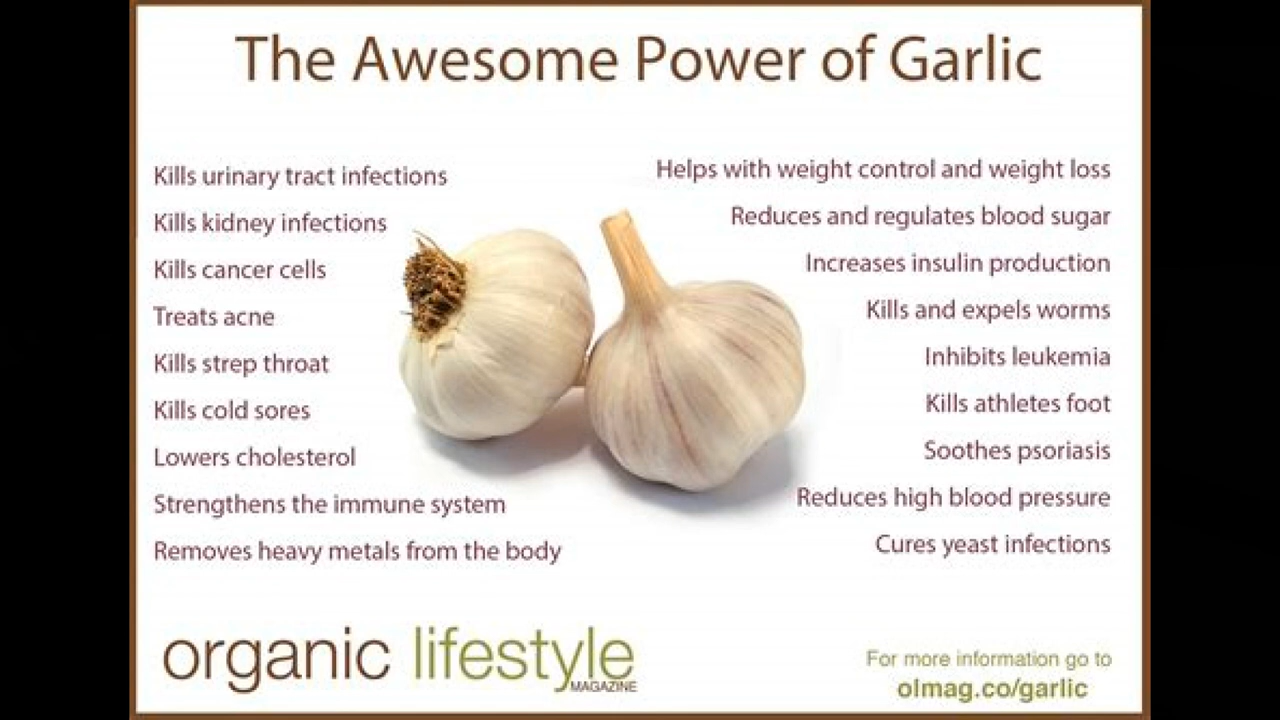 The Awesome Power of Garlic
Kills urinary tract infections
Kills kidney infections
Kills cancer cells
Treats acne
Kills strep throat
Kills cold sores
Lowers cholesterol
Strengthens the immune system
Removes heavy metals from the body
Helps with weight control and weight loss
Reduces and regulates blood sugar
Increases insulin production
Kills and expels worms
Inhibits leukemia
Kills athletes foot
Soothes psoriasis
Reduces high blood pressure
Cures yeast infections
organic lifestyle
MAGAZINE
For more information go to
olmag.co/garlic